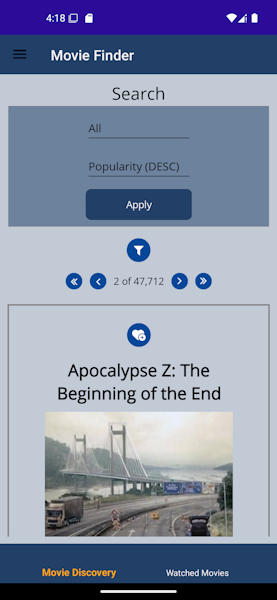 4:18
Movie Finder
Search
All
Popularity (DESC)
Apply
2 of 47,712
Apocalypse Z: The
Beginning of the End
Movie Discovery
Watched Movies